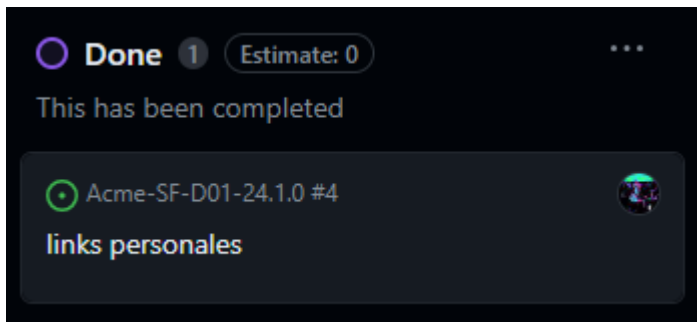 Done 1 Estimate: 0 ...
This has been completed
Acme-SF-D01-24.1.0 #4
links personales